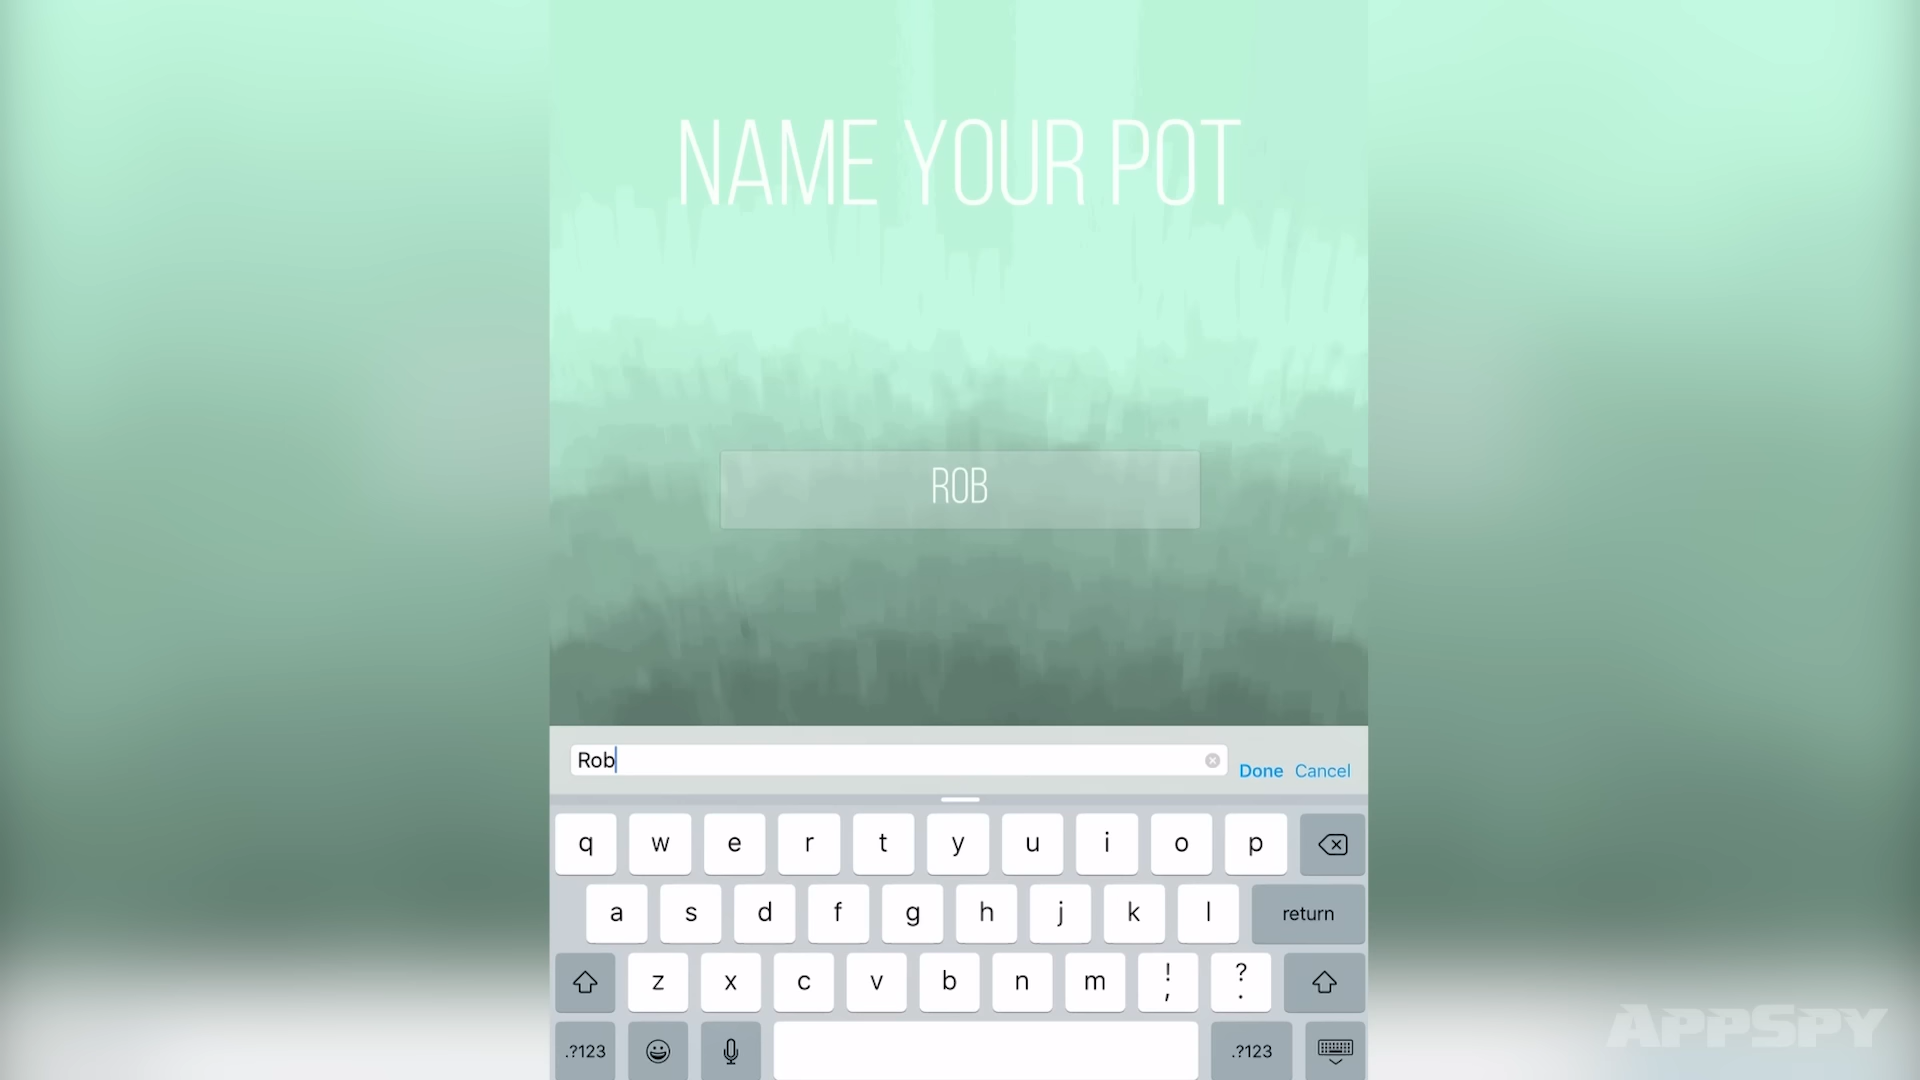 NAME YOUR POT
ROB
Rob
Done Cancel
q w e r t y u i o p
a s d f g h j k l return
z x c v b n m ! , ? .
.?123 .?123
APPSPY